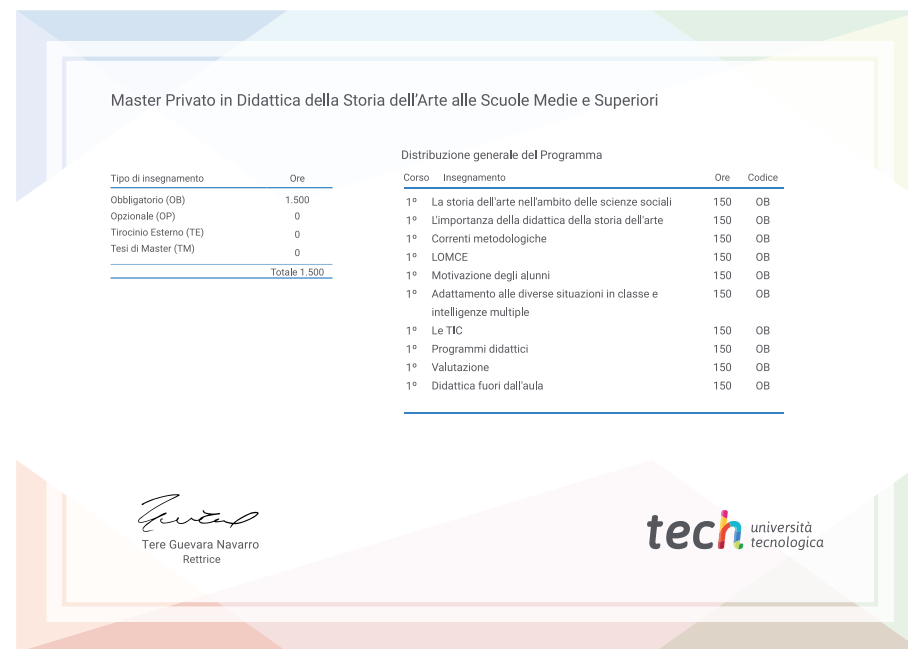 Master Privato in Didattica della Storia dell'Arte alle Scuole Medie e Superiori
Tipo di insegnamento Ore
Obbligatorio (OB) 1.500
Opzionale (OP) 0
Tirocinio Esterno (TE) 0
Tesi di Master (TM) 0
Totale 1.500
Distribuzione generale del Programma
Corso Insegnamento Ore Codice
1º La storia dell'arte nell'ambito delle scienze sociali 150 OB
1º L'importanza della didattica della storia dell'arte 150 OB
1º Correnti metodologiche 150 OB
1º LOMCE 150 OB
1º Motivazione degli alunni 150 OB
1º Adattamento alle diverse situazioni in classe e 150 OB
intelligenze multiple
1º Le TIC 150 OB
1º Programmi didattici 150 OB
1º Valutazione 150 OB
1º Didattica fuori dall'aula 150 OB
Tere Guevara Navarro
Rettrice
tech università
tecnologica